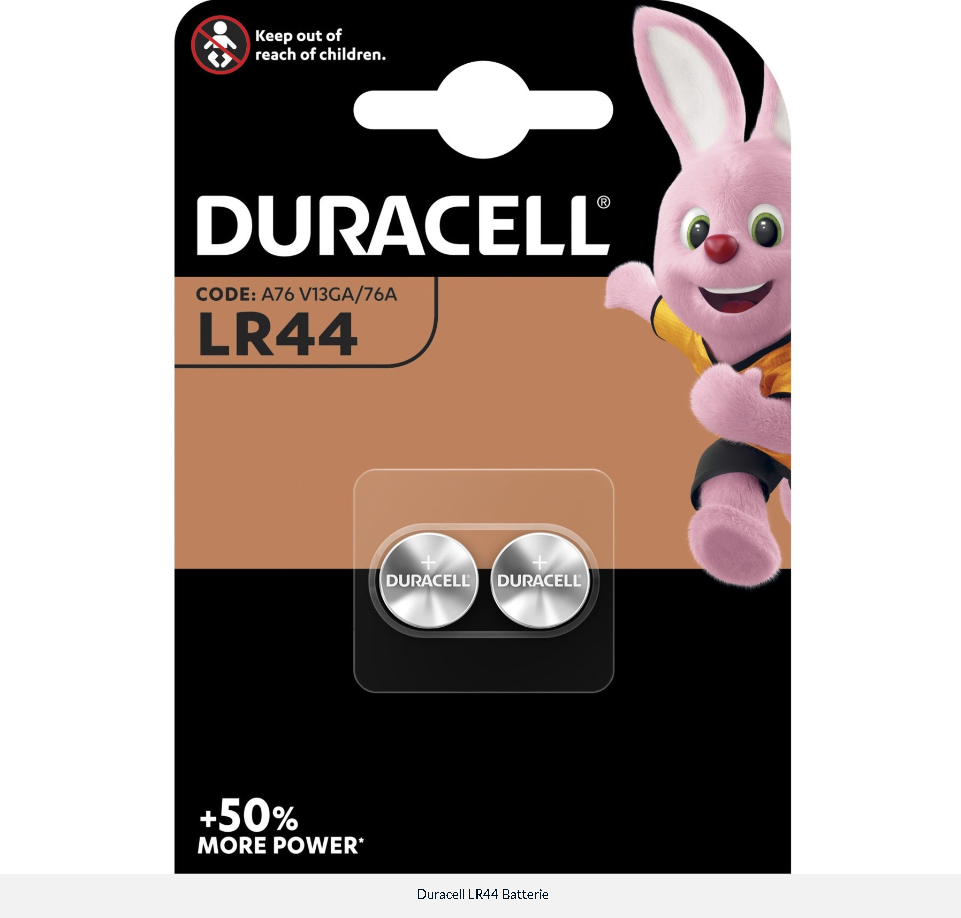 Keep out of
reach of children.
DURACELL®
CODE: A76 V13GA/76A
LR44
+
DURACELL
+
DURACELL
+50%
MORE POWER*
Duracell LR44 Batterie